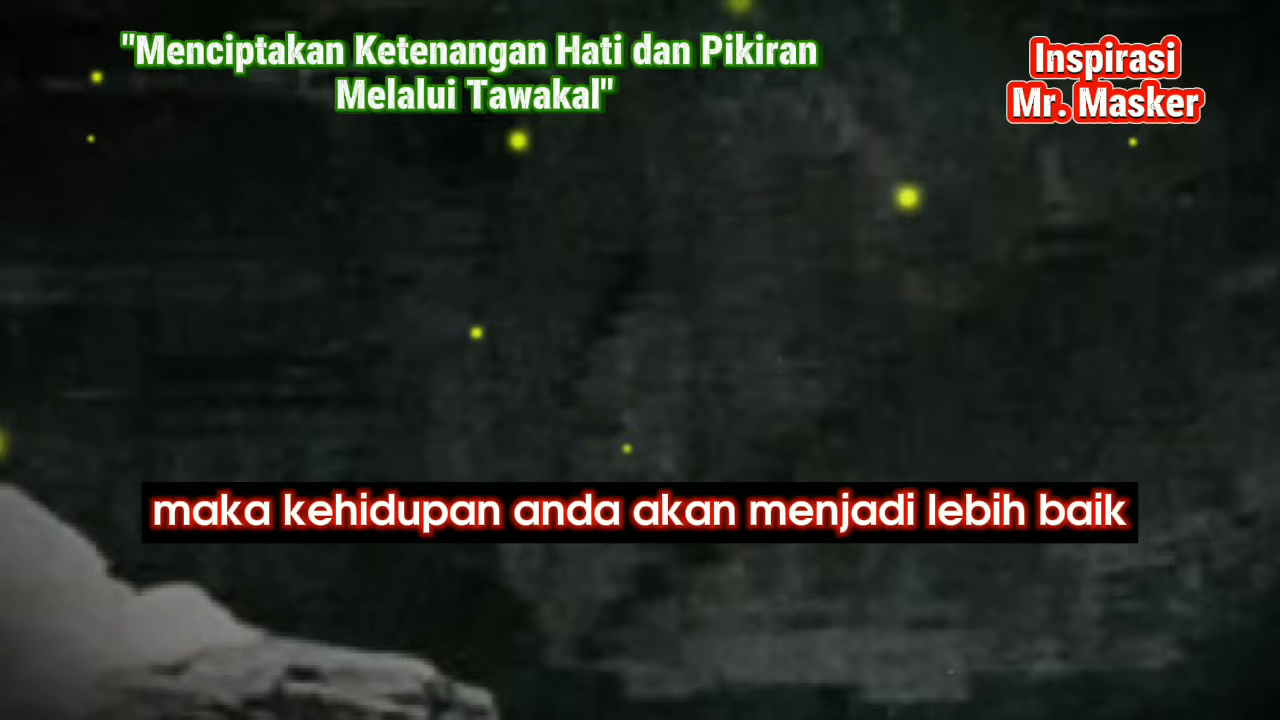 "Menciptakan Ketenangan Hati dan Pikiran
Melalui Tawakal"
Inspirasi
Mr. Masker
maka kehidupan anda akan menjadi lebih baik